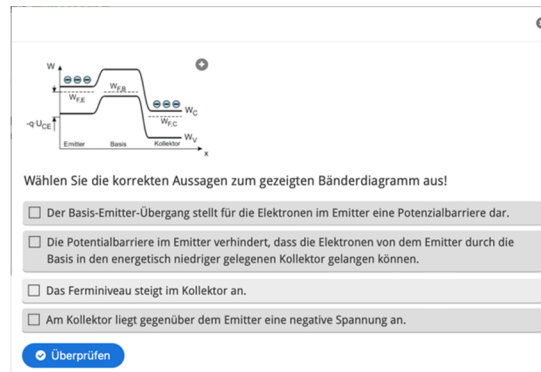 W
W_F,E
W_F,B
W_C
W_F,C
-q·U_CE
W_V
Emitter Basis Kollektor
x
Wählen Sie die korrekten Aussagen zum gezeigten Bänderdiagramm aus!
Der Basis-Emitter-Übergang stellt für die Elektronen im Emitter eine Potenzialbarriere dar.
Die Potentialbarriere im Emitter verhindert, dass die Elektronen von dem Emitter durch die
Basis in den energetisch niedriger gelegenen Kollektor gelangen können.
Das Ferminiveau steigt im Kollektor an.
Am Kollektor liegt gegenüber dem Emitter eine negative Spannung an.
Überprüfen